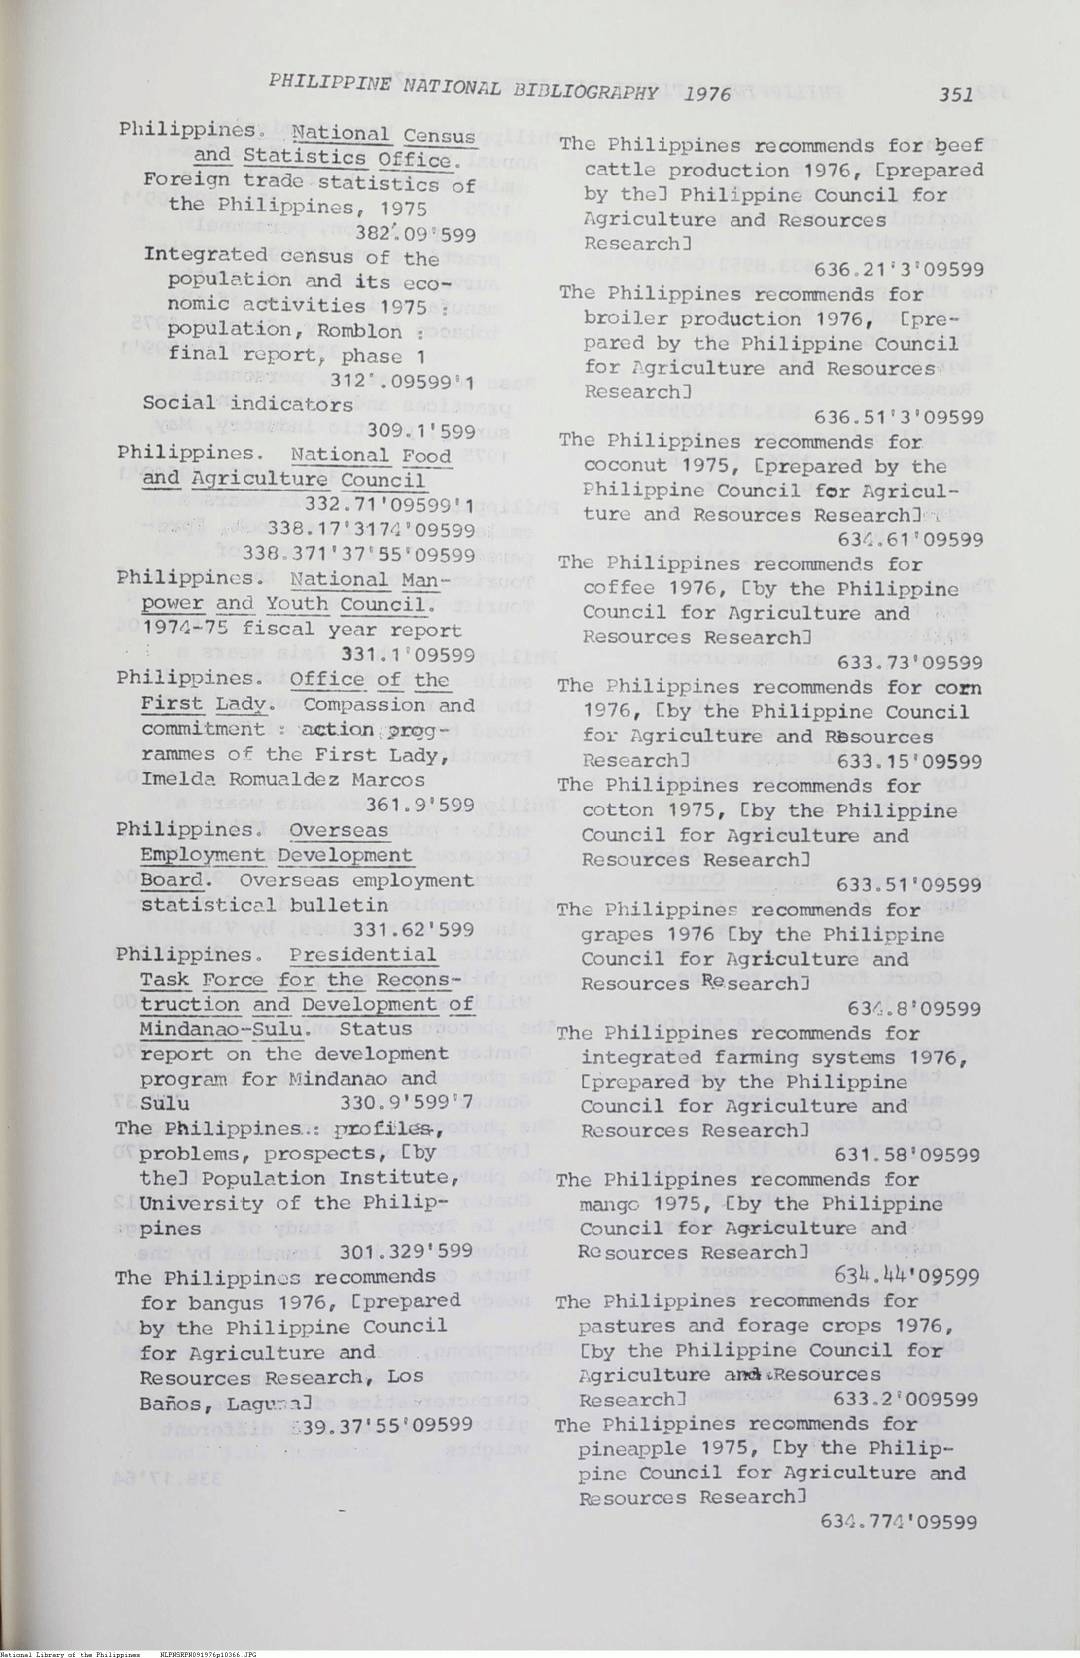 PHILIPPINE NATIONAL BIBLIOGRAPHY 1976 351
Philippines. National Census
and Statistics Office.
Foreign trade statistics of
the Philippines, 1975
382'.09'599
Integrated census of the
population and its eco-
nomic activities 1975 :
population, Romblon :
final report, phase 1
312'.09599'1
Social indicators
309.1'599
Philippines. National Food
and Agriculture Council
332.71'09599'1
338.17'3174'09599
338.371'37'55'09599
Philippines. National Man-
power and Youth Council.
1974-75 fiscal year report
331.1'09599
Philippines. Office of the
First Lady. Compassion and
commitment : action prog-
rammes of the First Lady,
Imelda Romualdez Marcos
361.9'599
Philippines. Overseas
Employment Development
Board. Overseas employment
statistical bulletin
331.62'599
Philippines. Presidential
Task Force for the Recons-
truction and Development of
Mindanao-Sulu. Status
report on the development
program for Mindanao and
Sulu 330.9'599'7
The Philippines : profiles,
problems, prospects, [by
the] Population Institute,
University of the Philip-
pines
301.329'599
The Philippines recommends
for bangus 1976, [prepared
by the Philippine Council
for Agriculture and
Resources Research, Los
Baños, Laguna]
639.37'55'09599
The Philippines recommends for beef
cattle production 1976, [prepared
by the] Philippine Council for
Agriculture and Resources
Research]
636.21'3'09599
The Philippines recommends for
broiler production 1976, [pre-
pared by the Philippine Council
for Agriculture and Resources
Research]
636.51'3'09599
The Philippines recommends for
coconut 1975, [prepared by the
Philippine Council for Agricul-
ture and Resources Research]
634.61'09599
The Philippines recommends for
coffee 1976, [by the Philippine
Council for Agriculture and
Resources Research]
633.73'09599
The Philippines recommends for corn
1976, [by the Philippine Council
for Agriculture and Resources
Research] 633.15'09599
The Philippines recommends for
cotton 1975, [by the Philippine
Council for Agriculture and
Resources Research]
633.51'09599
The Philippines recommends for
grapes 1976 [by the Philippine
Council for Agriculture and
Resources Research]
634.8'09599
The Philippines recommends for
integrated farming systems 1976,
[prepared by the Philippine
Council for Agriculture and
Resources Research]
631.58'09599
The Philippines recommends for
mango 1975, [by the Philippine
Council for Agriculture and
Resources Research]
634.44'09599
The Philippines recommends for
pastures and forage crops 1976,
[by the Philippine Council for
Agriculture and Resources
Research] 633.2'009599
The Philippines recommends for
pineapple 1975, [by the Philip-
pine Council for Agriculture and
Resources Research]
634.774'09599
National Library of the Philippines NLPNSRPN091976p10366.JPG